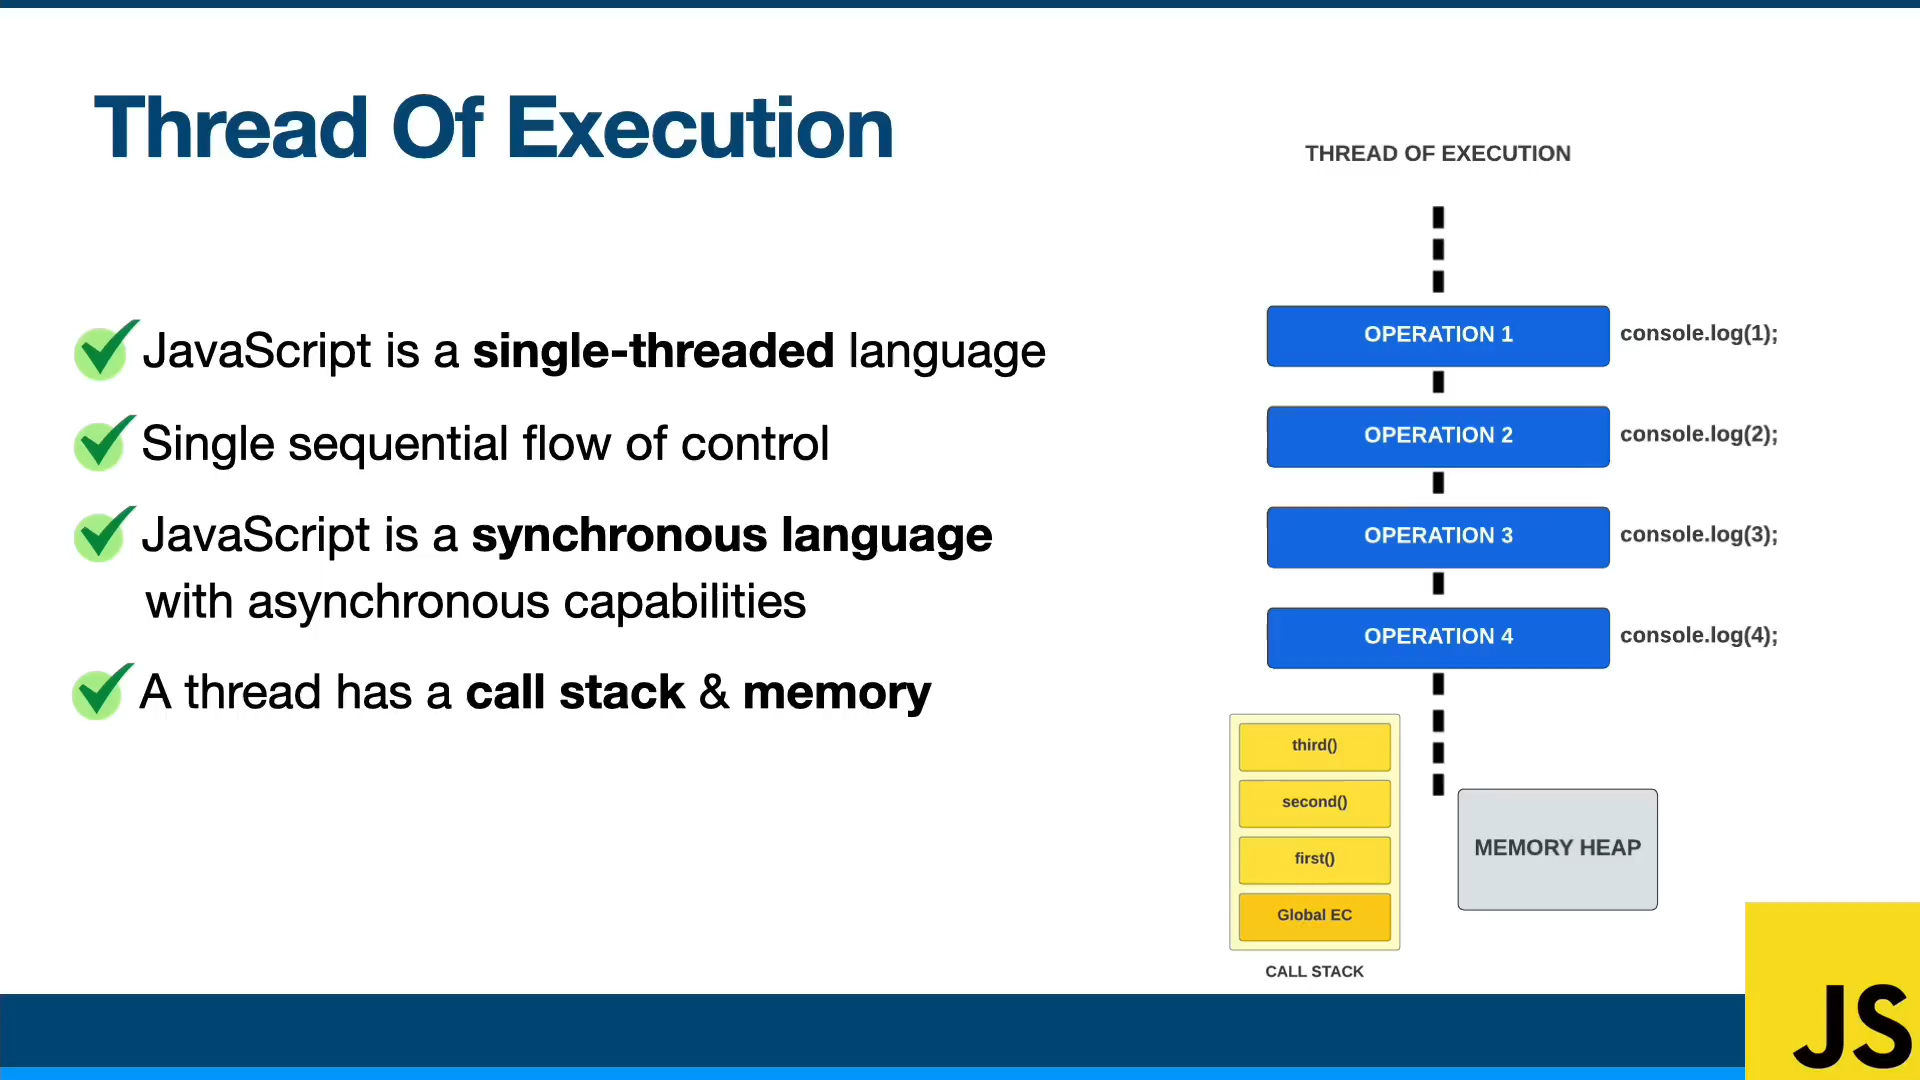 Thread Of Execution
JavaScript is a single-threaded language
Single sequential flow of control
JavaScript is a synchronous language
with asynchronous capabilities
A thread has a call stack & memory
THREAD OF EXECUTION
OPERATION 1
console.log(1);
OPERATION 2
console.log(2);
OPERATION 3
console.log(3);
OPERATION 4
console.log(4);
third()
second()
first()
Global EC
CALL STACK
MEMORY HEAP
JS